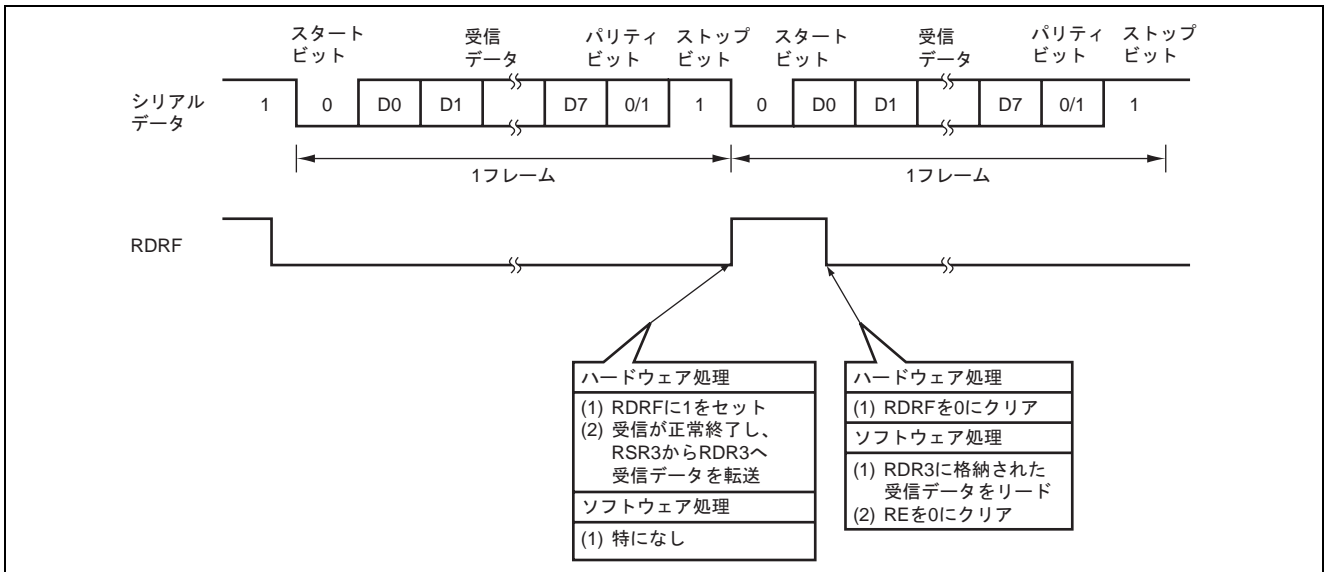 スタート
ビット
受信
データ
パリティ
ビット
ストップ
ビット
スタート
ビット
受信
データ
パリティ
ビット
ストップ
ビット
シリアル
データ
1 0 D0 D1 D7 0/1 1 0 D0 D1 D7 0/1 1
1フレーム 1フレーム
RDRF
ハードウェア処理
(1) RDRFに1をセット
(2) 受信が正常終了し、
RSR3からRDR3へ
受信データを転送
ソフトウェア処理
(1) 特になし
ハードウェア処理
(1) RDRFを0にクリア
ソフトウェア処理
(1) RDR3に格納された
受信データをリード
(2) REを0にクリア